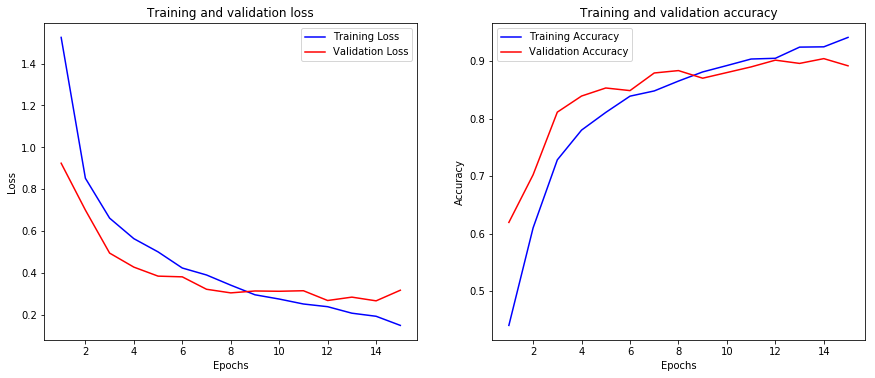 Training and validation loss
Training Loss
Validation Loss
Loss
1.4
1.2
1.0
0.8
0.6
0.4
0.2
2 4 6 8 10 12 14
Epochs
Training and validation accuracy
Training Accuracy
Validation Accuracy
Accuracy
0.9
0.8
0.7
0.6
0.5
2 4 6 8 10 12 14
Epochs